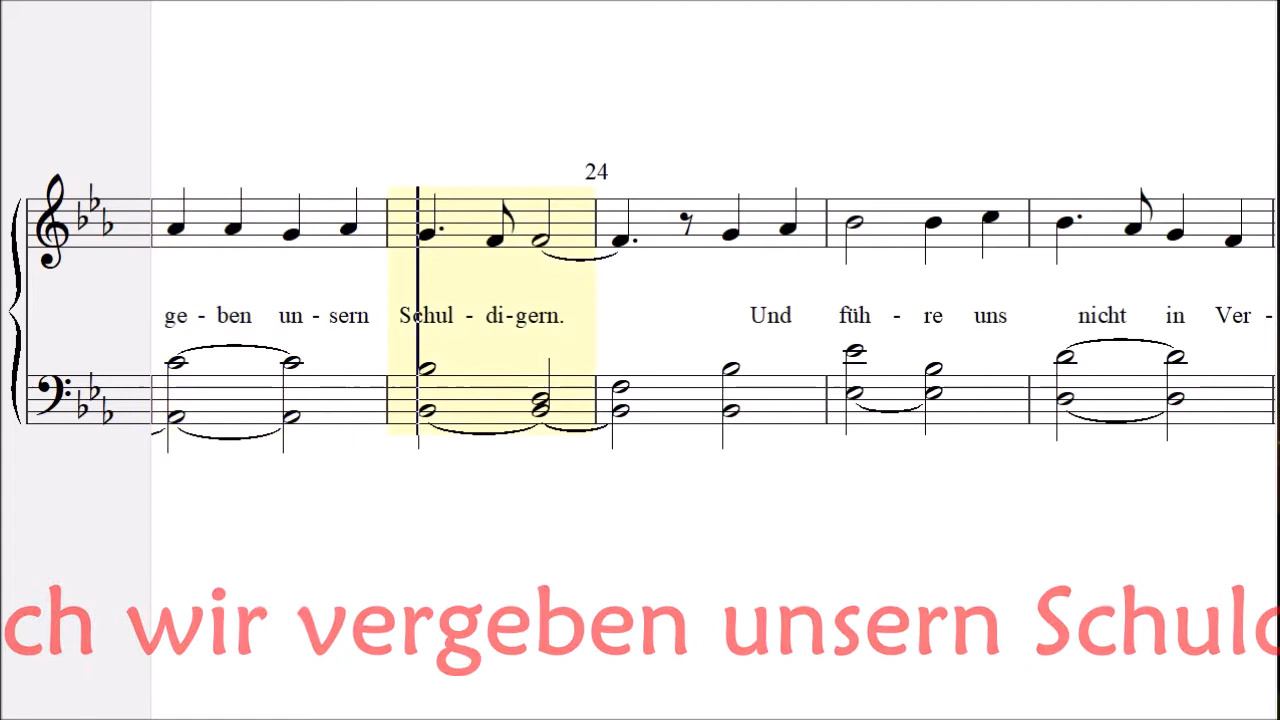 24
ge - ben un - sern Schul - di-gern. Und füh - re uns nicht in Ver -
ch wir vergeben unsern Schul